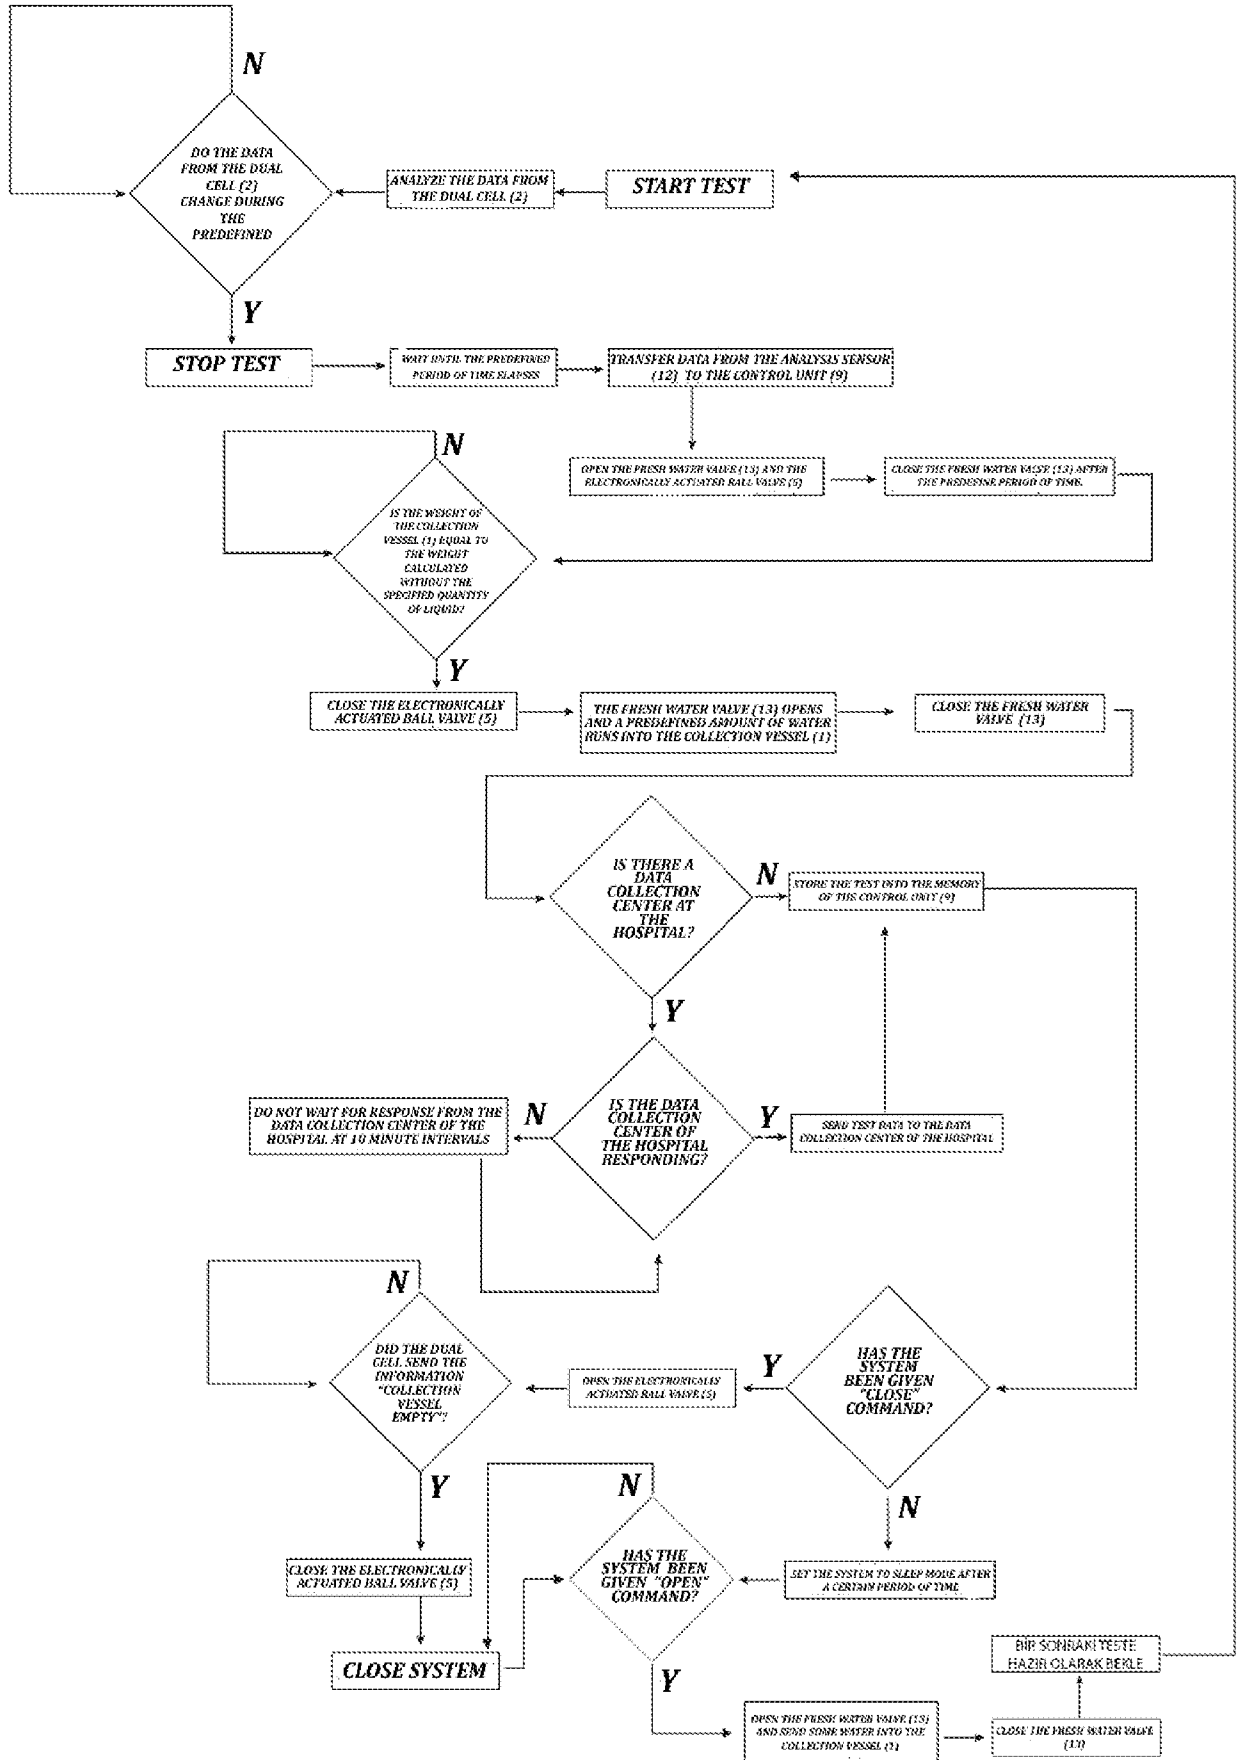 N
DO THE DATA
FROM THE DUAL
CELL (2)
CHANGE DURING
THE
PREDEFINED
ANALYZE THE DATA FROM
THE DUAL CELL (2)
START TEST
Y
STOP TEST
WAIT UNTIL THE PREDEFINED
PERIOD OF TIME ELAPSES
TRANSFER DATA FROM THE ANALYSIS SENSOR
(12) TO THE CONTROL UNIT (9)
N
OPEN THE FRESH WATER VALVE (13) AND THE
ELECTRONICALLY ACTUATED BALL VALVE (5)
CLOSE THE FRESH WATER VALVE (13) AFTER
THE PREDEFINE PERIOD OF TIME.
IS THE WEIGHT OF
THE COLLECTION
VESSEL (1) EQUAL TO
THE WEIGHT
CALCULATED
WITHOUT THE
SPECIFIED QUANTITY
OF LIQUID?
Y
CLOSE THE ELECTRONICALLY
ACTUATED BALL VALVE (5)
THE FRESH WATER VALVE (13) OPENS
AND A PREDEFINED AMOUNT OF WATER
RUNS INTO THE COLLECTION VESSEL (1)
CLOSE THE FRESH WATER
VALVE (13)
IS THERE A
DATA
COLLECTION
CENTER AT
THE
HOSPITAL?
N
STORE THE TEST INTO THE MEMORY
OF THE CONTROL UNIT (9)
Y
DO NOT WAIT FOR RESPONSE FROM THE
DATA COLLECTION CENTER OF THE
HOSPITAL AT 10 MINUTE INTERVALS
N
IS THE DATA
COLLECTION
CENTER OF
THE HOSPITAL
RESPONDING?
Y
SEND TEST DATA TO THE DATA
COLLECTION CENTER OF THE HOSPITAL
N
DID THE DUAL
CELL SEND THE
INFORMATION
"COLLECTION
VESSEL
EMPTY"?
OPEN THE ELECTRONICALLY
ACTUATED BALL VALVE (5)
Y
HAS THE
SYSTEM
BEEN GIVEN
"CLOSE"
COMMAND?
Y
N
N
CLOSE THE ELECTRONICALLY
ACTUATED BALL VALVE (5)
HAS THE
SYSTEM BEEN
GIVEN "OPEN"
COMMAND?
SET THE SYSTEM TO SLEEP MODE AFTER
A CERTAIN PERIOD OF TIME
CLOSE SYSTEM
Y
BIR SONRAKI TESTE
HAZIR OLARAK BEKLE
OPEN THE FRESH WATER VALVE (13)
AND SEND SOME WATER INTO THE
COLLECTION VESSEL (1)
CLOSE THE FRESH WATER VALVE
(13)